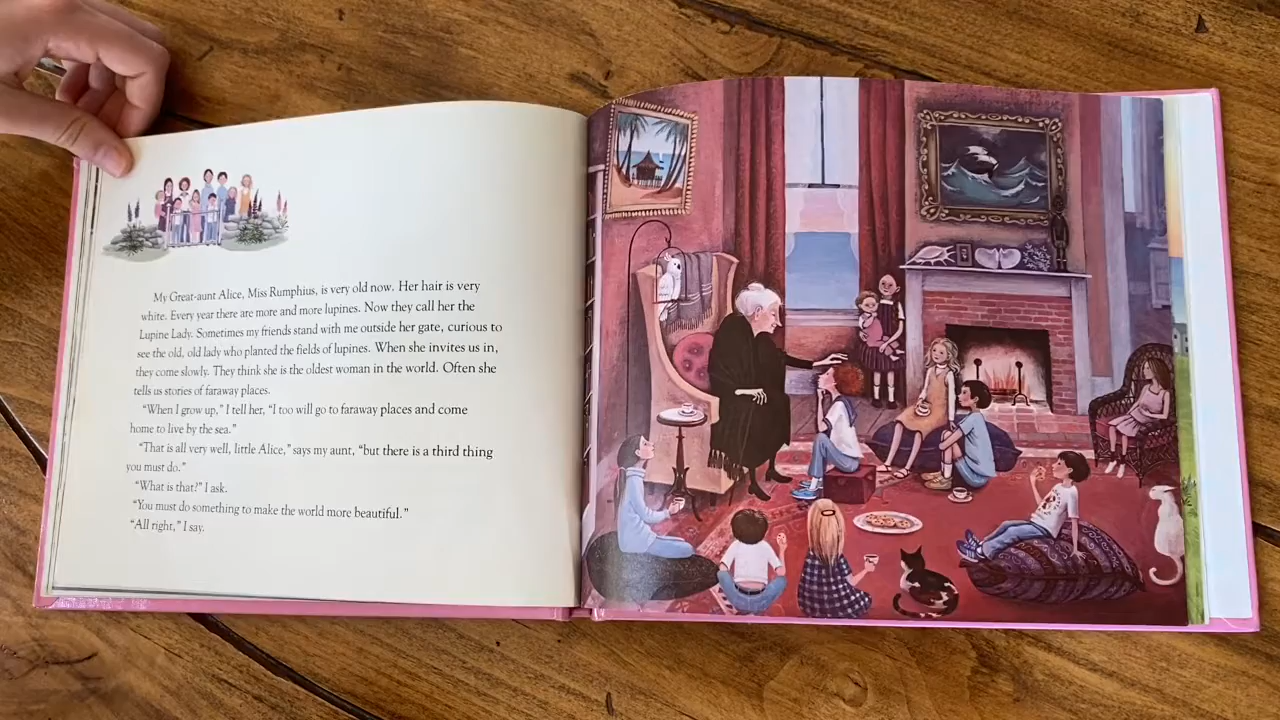 My Great-aunt Alice, Miss Rumphius, is very old now. Her hair is very
white. Every year there are more and more lupines. Now they call her the
Lupine Lady. Sometimes my friends stand with me outside her gate, curious to
see the old, old lady who planted the fields of lupines. When she invites us in,
they come slowly. They think she is the oldest woman in the world. Often she
tells us stories of faraway places.
“When I grow up,” I tell her, “I too will go to faraway places and come
home to live by the sea.”
“That is all very well, little Alice,” says my aunt, “but there is a third thing
you must do.”
“What is that?” I ask.
“You must do something to make the world more beautiful.”
“All right,” I say.